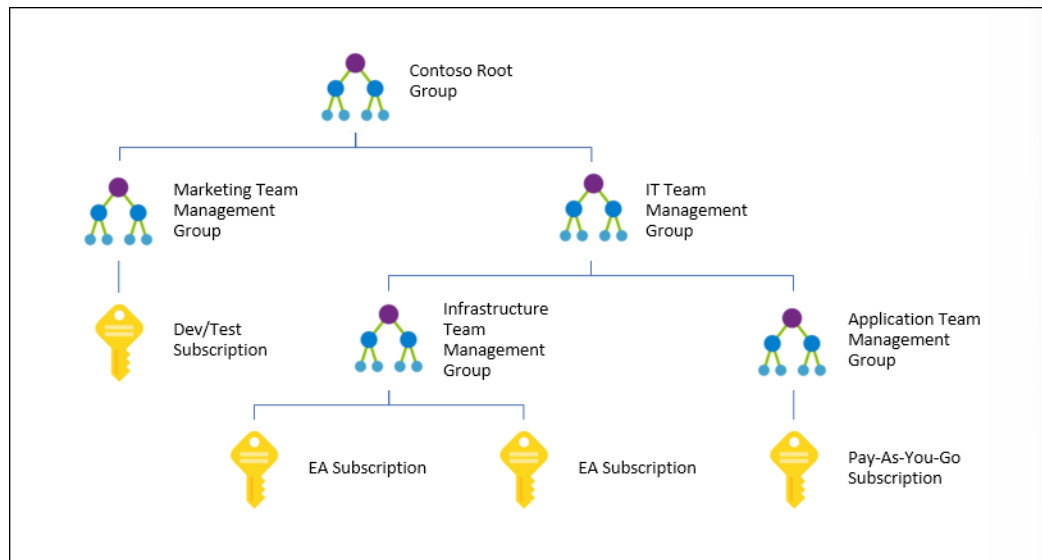 Contoso Root
Group
Marketing Team
Management
Group
IT Team
Management
Group
Dev/Test
Subscription
Infrastructure
Team
Management
Group
Application Team
Management
Group
EA Subscription
EA Subscription
Pay-As-You-Go
Subscription